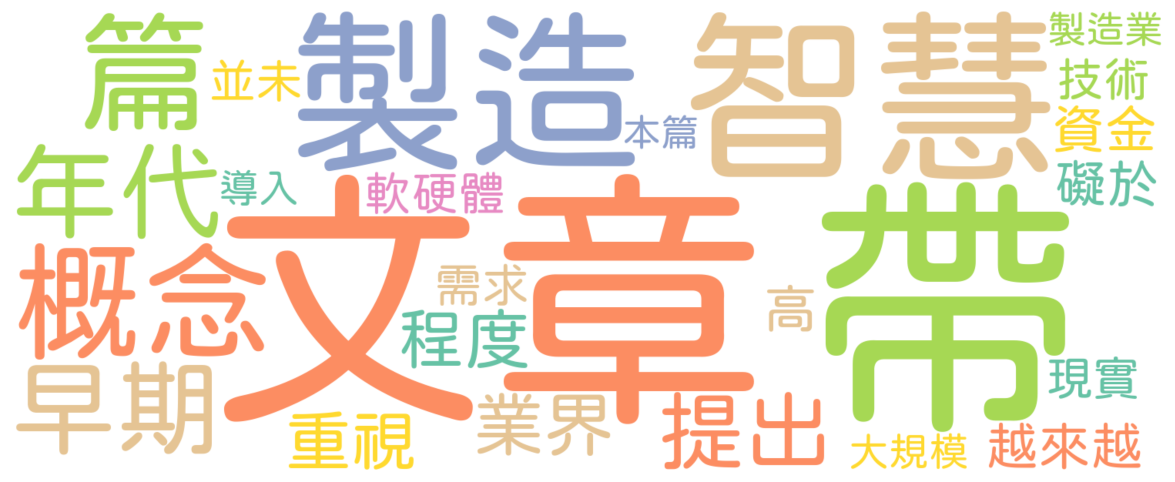 篇
並未
製造
智慧
製造業
技術
資金
本篇
礙於
年代
導入
軟硬體
文章
帶
概念
需求
高
程度
現實
早期
重視
業界
提出
大規模
越來越